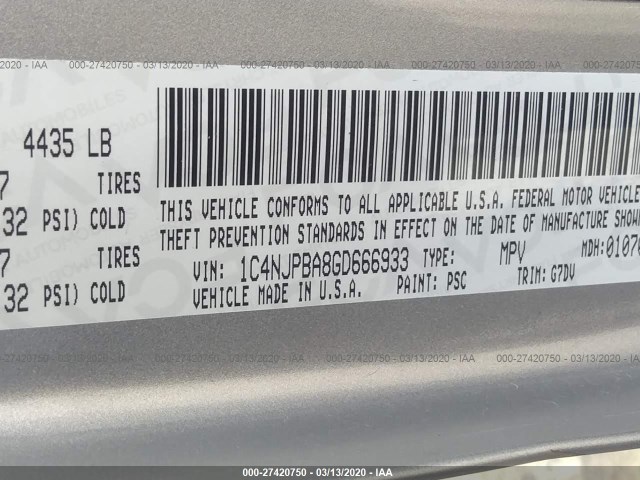 000-27420750 - 03/13/2020 - IAA
4435 LB
7 TIRES
32 PSI) COLD
7 TIRES
32 PSI) COLD
THIS VEHICLE CONFORMS TO ALL APPLICABLE U.S.A. FEDERAL MOTOR VEHICLE
THEFT PREVENTION STANDARDS IN EFFECT ON THE DATE OF MANUFACTURE SHOWN
VIN: 1C4NJPBA8GD666933 TYPE: MPV MDH:01070
VEHICLE MADE IN U.S.A. PAINT: PSC TRIM: G7DV
000-27420750 - 03/13/2020 - IAA
000-27420750 - 03/13/2020 - IAA